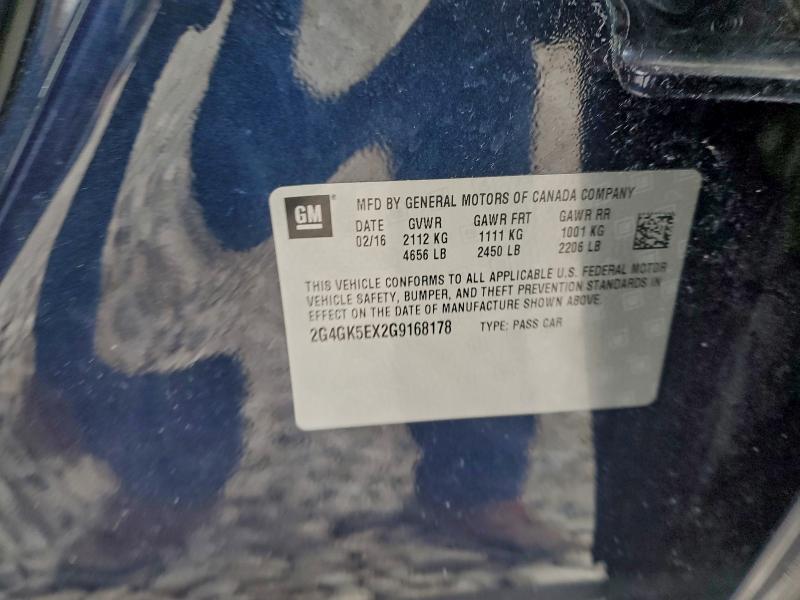 GM
MFD BY GENERAL MOTORS OF CANADA COMPANY
DATE GVWR GAWR FRT GAWR RR
02/16 2112 KG 1111 KG 1001 KG
4656 LB 2450 LB 2206 LB
THIS VEHICLE CONFORMS TO ALL APPLICABLE U.S. FEDERAL MOTOR
VEHICLE SAFETY, BUMPER, AND THEFT PREVENTION STANDARDS IN
EFFECT ON THE DATE OF MANUFACTURE SHOWN ABOVE.
2G4GK5EX2G9168178 TYPE: PASS CAR